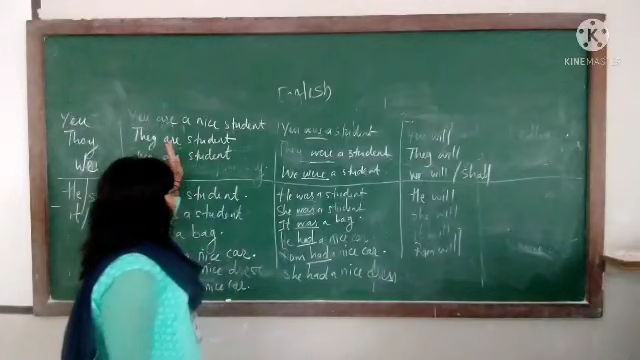 English
You
They
We
He/
It
You are a nice student
They are student
student
student.
a student
a bag.
nice car.
nice dress
nice car.
You was a student
They were a student
We were a student
He was a student
She was a student
It was a bag.
He had a nice car
Ram had a nice car.
She had a nice dress
You will
They will
We will / shall
He will
She will
It will
Ram will
KINEMASTER